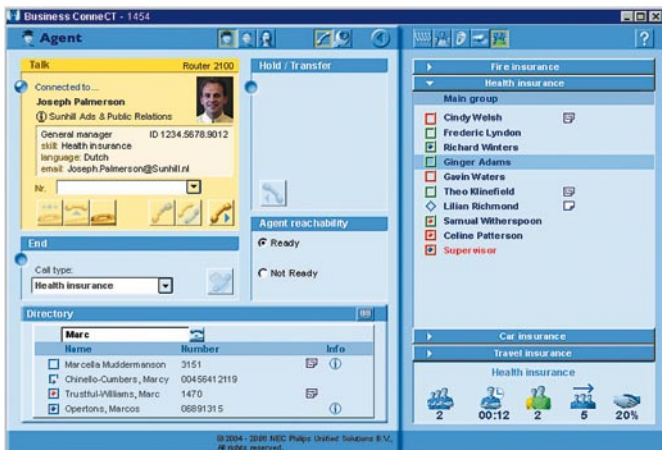 Business ConneCT - 1454
Agent
Talk
Router 2100
Connected to...
Joseph Palmerson
Sunhill Ads & Public Relations
General manager ID 1234.5678.9012
skill: Health insurance
language: Dutch
email: Joseph.Palmerson@Sunhill.nl
Nr.
End
Call type:
Health insurance
Hold / Transfer
Agent reachability
Ready
Not Ready
Directory
Marc
Name Number Info
Marcella Muddermanson 3151
Chinello-Cumbers, Marcy 00456412119
Trustful-Williams, Marc 1470
Opertons, Marcos 06891315
?
Fire insurance
Health insurance
Main group
Cindy Welsh
Frederic Lyndon
Richard Winters
Ginger Adams
Gavin Waters
Theo Klinefield
Lilian Richmond
Samual Witherspoon
Celine Patterson
Supervisor
Car insurance
Travel insurance
Health insurance
2 00:12 2 5 20%
© 2004 - 2008 NEC Philips Unified Solutions B.V.,
All rights reserved.